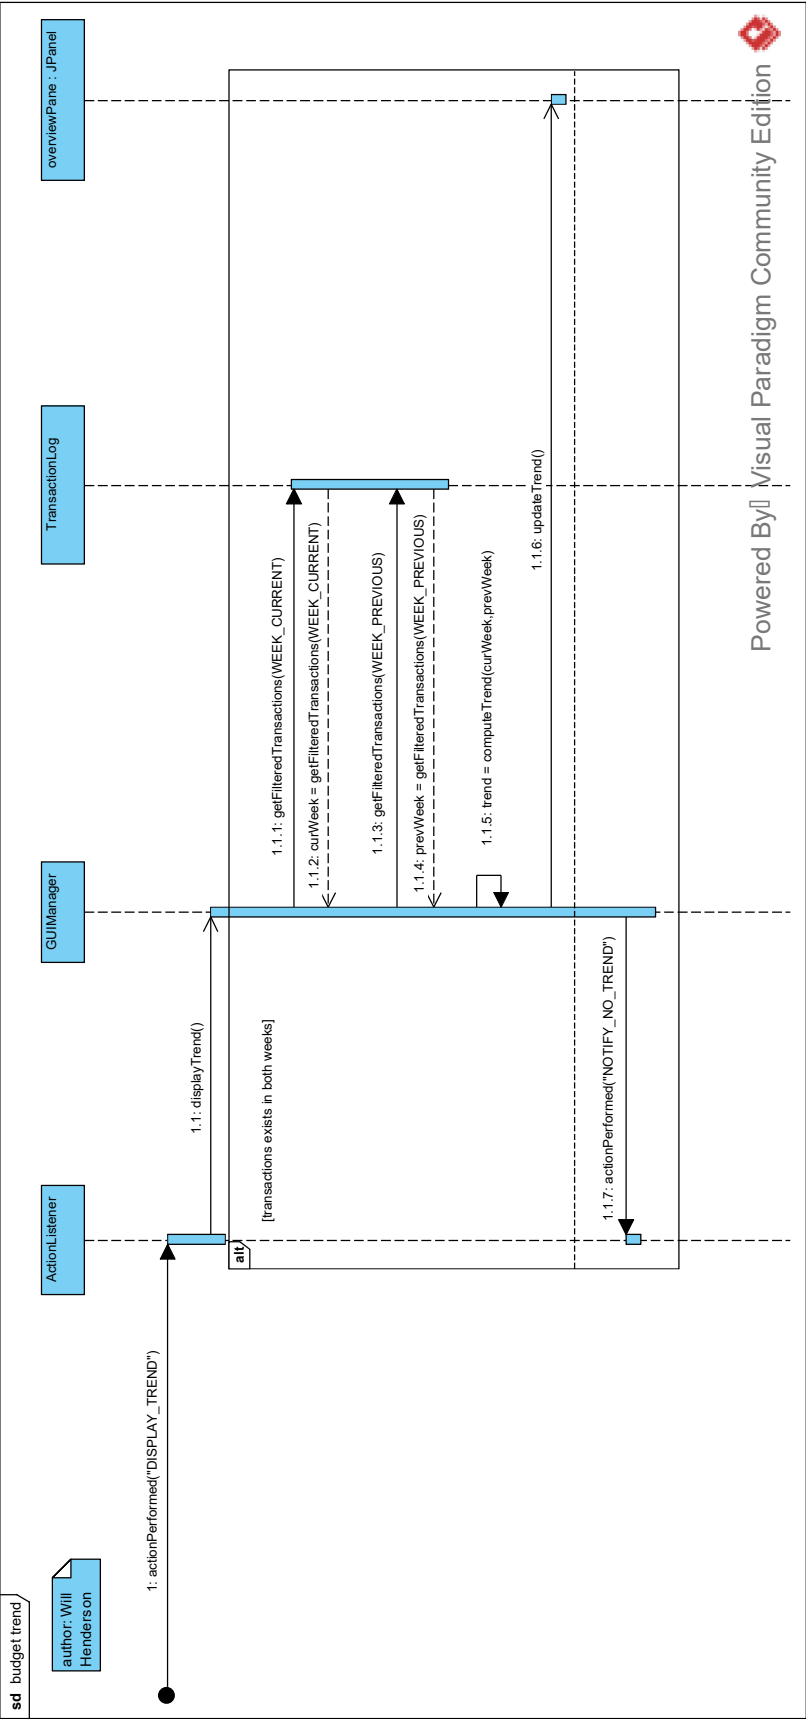 sd budget trend
author: Will
Henderson
ActionListener
GUIManager
TransactionLog
overviewPane : JPanel
1: actionPerformed("DISPLAY_TREND")
1.1: displayTrend()
alt
[transactions exists in both weeks]
1.1.1: getFilteredTransactions(WEEK_CURRENT)
1.1.2: curWeek = getFilteredTransactions(WEEK_CURRENT)
1.1.3: getFilteredTransactions(WEEK_PREVIOUS)
1.1.4: prevWeek = getFilteredTransactions(WEEK_PREVIOUS)
1.1.5: trend = computeTrend(curWeek,prevWeek)
1.1.6: updateTrend()
1.1.7: actionPerformed("NOTIFY_NO_TREND")
Powered By Visual Paradigm Community Edition